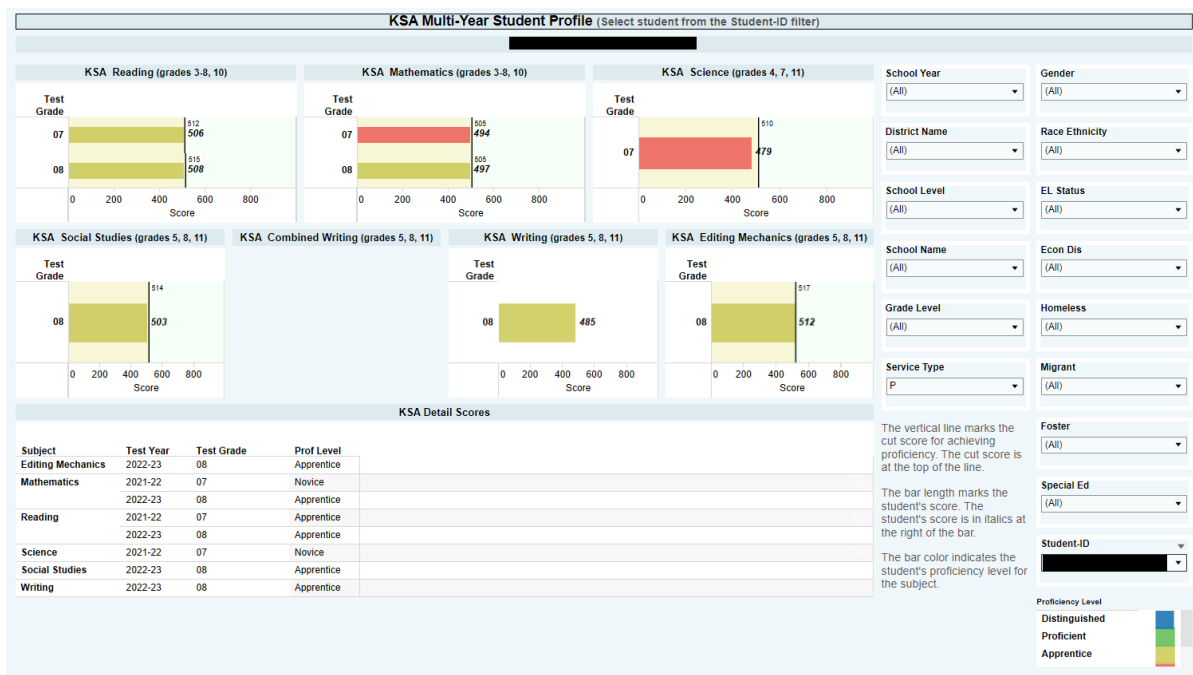 KSA Multi-Year Student Profile (Select student from the Student-ID filter)
KSA Reading (grades 3-8, 10)
Test
Grade
512
07 506
515
08 508
0 200 400 600 800
Score
KSA Mathematics (grades 3-8, 10)
Test
Grade
505
07 494
505
08 497
0 200 400 600 800
Score
KSA Science (grades 4, 7, 11)
Test
Grade
510
07 479
0 200 400 600 800
Score
KSA Social Studies (grades 5, 8, 11)
Test
Grade
514
08 503
0 200 400 600 800
Score
KSA Combined Writing (grades 5, 8, 11)
KSA Writing (grades 5, 8, 11)
Test
Grade
08 485
0 200 400 600 800
Score
KSA Editing Mechanics (grades 5, 8, 11)
Test
Grade
517
08 512
0 200 400 600 800
Score
KSA Detail Scores
Subject Test Year Test Grade Prof Level
Editing Mechanics 2022-23 08 Apprentice
Mathematics 2021-22 07 Novice
2022-23 08 Apprentice
Reading 2021-22 07 Apprentice
2022-23 08 Apprentice
Science 2021-22 07 Novice
Social Studies 2022-23 08 Apprentice
Writing 2022-23 08 Apprentice
School Year
(All)
District Name
(All)
School Level
(All)
School Name
(All)
Grade Level
(All)
Service Type
P
The vertical line marks the
cut score for achieving
proficiency. The cut score is
at the top of the line.
The bar length marks the
student's score. The
student's score is in italics at
the right of the bar.
The bar color indicates the
student's proficiency level for
the subject.
Gender
(All)
Race Ethnicity
(All)
EL Status
(All)
Econ Dis
(All)
Homeless
(All)
Migrant
(All)
Foster
(All)
Special Ed
(All)
Student-ID
Proficiency Level
Distinguished
Proficient
Apprentice